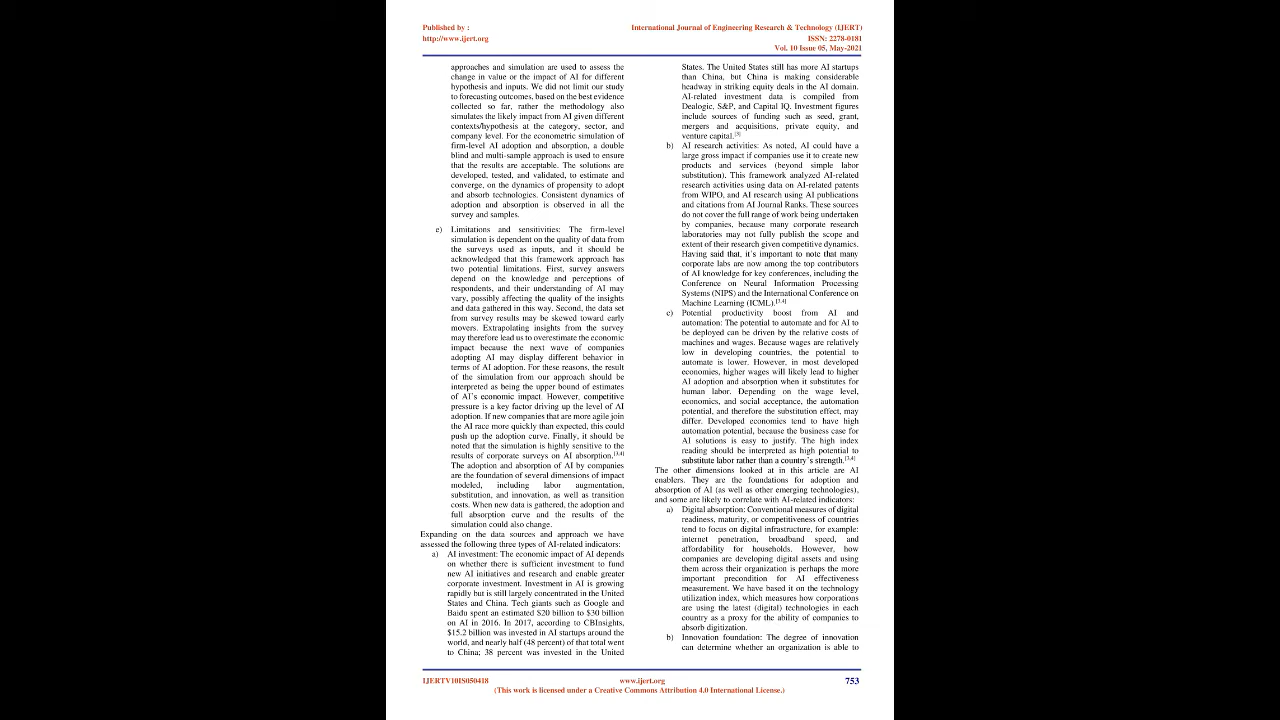 Published by :
http://www.ijert.org
International Journal of Engineering Research & Technology (IJERT)
ISSN: 2278-0181
Vol. 10 Issue 05, May-2021
approaches and simulation are used to assess the
change in value or the impact of AI for different
hypothesis and inputs. We did not limit our study
to forecasting outcomes, based on the best evidence
collected so far, rather the methodology also
simulates the likely impact from AI given different
contexts/hypothesis at the category, sector, and
company level. For the econometric simulation of
firm-level AI adoption and absorption, a double
blind and multi-sample approach is used to ensure
that the results are acceptable. The solutions are
developed, tested, and validated, to estimate and
converge, on the dynamics of propensity to adopt
and absorb technologies. Consistent dynamics of
adoption and absorption is observed in all the
survey and samples.
e) Limitations and sensitivities: The firm-level
simulation is dependent on the quality of data from
the surveys used as inputs, and it should be
acknowledged that this framework approach has
two potential limitations. First, survey answers
depend on the knowledge and perceptions of
respondents, and their understanding of AI may
vary, possibly affecting the quality of the insights
and data gathered in this way. Second, the data set
from survey results may be skewed toward early
movers. Extrapolating insights from the survey
may therefore lead us to overestimate the economic
impact because the next wave of companies
adopting AI may display different behavior in
terms of AI adoption. For these reasons, the result
of the simulation from our approach should be
interpreted as being the upper bound of estimates
of AI's economic impact. However, competitive
pressure is a key factor driving up the level of AI
adoption. If new companies that are more agile join
the AI race more quickly than expected, this could
push up the adoption curve. Finally, it should be
noted that the simulation is highly sensitive to the
results of corporate surveys on AI absorption.[3,4]
The adoption and absorption of AI by companies
are the foundation of several dimensions of impact
modeled, including labor augmentation,
substitution, and innovation, as well as transition
costs. When new data is gathered, the adoption and
full absorption curve and the results of the
simulation could also change.
Expanding on the data sources and approach we have
assessed the following three types of AI-related indicators:
a) AI investment: The economic impact of AI depends
on whether there is sufficient investment to fund
new AI initiatives and research and enable greater
corporate investment. Investment in AI is growing
rapidly but is still largely concentrated in the United
States and China. Tech giants such as Google and
Baidu spent an estimated $20 billion to $30 billion
on AI in 2016. In 2017, according to CBInsights,
$15.2 billion was invested in AI startups around the
world, and nearly half (48 percent) of that total went
to China; 38 percent was invested in the United
States. The United States still has more AI startups
than China, but China is making considerable
headway in striking equity deals in the AI domain.
AI-related investment data is compiled from
Dealogic, S&P, and Capital IQ. Investment figures
include sources of funding such as seed, grant,
mergers and acquisitions, private equity, and
venture capital.[3]
b) AI research activities: As noted, AI could have a
large gross impact if companies use it to create new
products and services (beyond simple labor
substitution). This framework analyzed AI-related
research activities using data on AI-related patents
from WIPO, and AI research using AI publications
and citations from AI Journal Ranks. These sources
do not cover the full range of work being undertaken
by companies, because many corporate research
laboratories may not fully publish the scope and
extent of their research given competitive dynamics.
Having said that, it's important to note that many
corporate labs are now among the top contributors
of AI knowledge for key conferences, including the
Conference on Neural Information Processing
Systems (NIPS) and the International Conference on
Machine Learning (ICML).[3,4]
c) Potential productivity boost from AI and
automation: The potential to automate and for AI to
be deployed can be driven by the relative costs of
machines and wages. Because wages are relatively
low in developing countries, the potential to
automate is lower. However, in most developed
economies, higher wages will likely lead to higher
AI adoption and absorption when it substitutes for
human labor. Depending on the wage level,
economics, and social acceptance, the automation
potential, and therefore the substitution effect, may
differ. Developed economies tend to have high
automation potential, because the business case for
AI solutions is easy to justify. The high index
reading should be interpreted as high potential to
substitute labor rather than a country's strength.[3,4]
The other dimensions looked at in this article are AI
enablers. They are the foundations for adoption and
absorption of AI (as well as other emerging technologies),
and some are likely to correlate with AI-related indicators:
a) Digital absorption: Conventional measures of digital
readiness, maturity, or competitiveness of countries
tend to focus on digital infrastructure, for example:
internet penetration, broadband speed, and
affordability for households. However, how
companies are developing digital assets and using
them across their organization is perhaps the more
important precondition for AI effectiveness
measurement. We have based it on the technology
utilization index, which measures how corporations
are using the latest (digital) technologies in each
country as a proxy for the ability of companies to
absorb digitization.
b) Innovation foundation: The degree of innovation
can determine whether an organization is able to
IJERTV10IS050418
www.ijert.org
753
(This work is licensed under a Creative Commons Attribution 4.0 International License.)